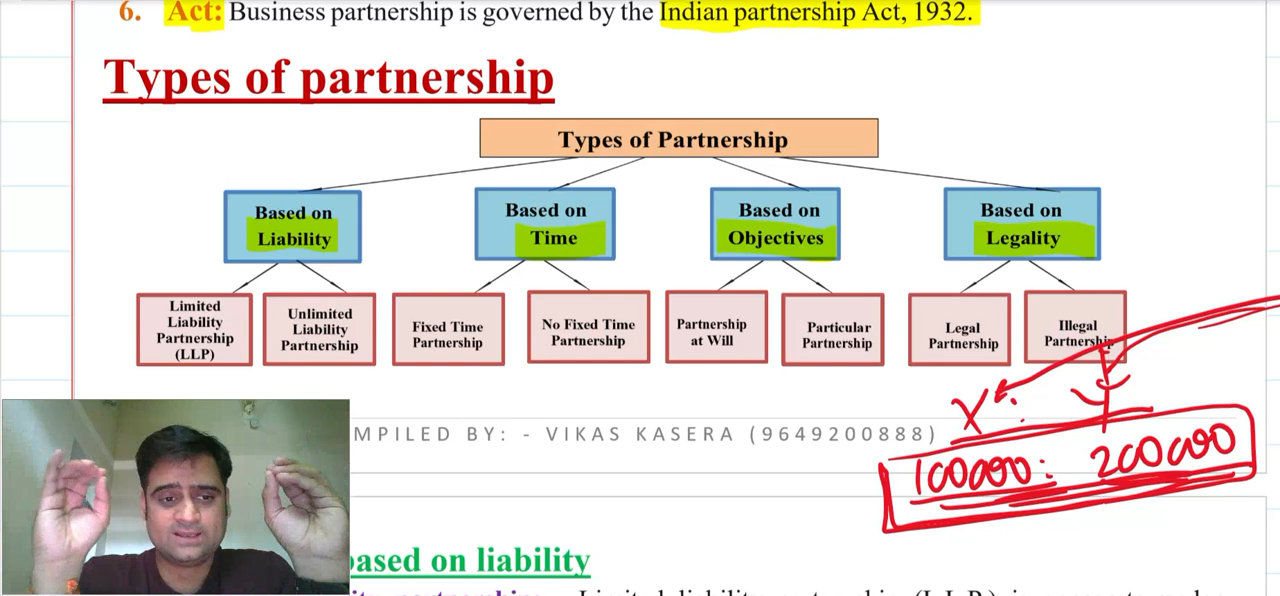 6. Act: Business partnership is governed by the Indian partnership Act, 1932.
Types of partnership
Types of Partnership
Based on
Liability
Based on
Time
Based on
Objectives
Based on
Legality
Limited
Liability
Partnership
(LLP)
Unlimited
Liability
Partnership
Fixed Time
Partnership
No Fixed Time
Partnership
Partnership
at Will
Particular
Partnership
Legal
Partnership
Illegal
Partnership
X : Y
100000 : 200000
MPILED BY: - VIKAS KASERA (9649200888)
based on liability